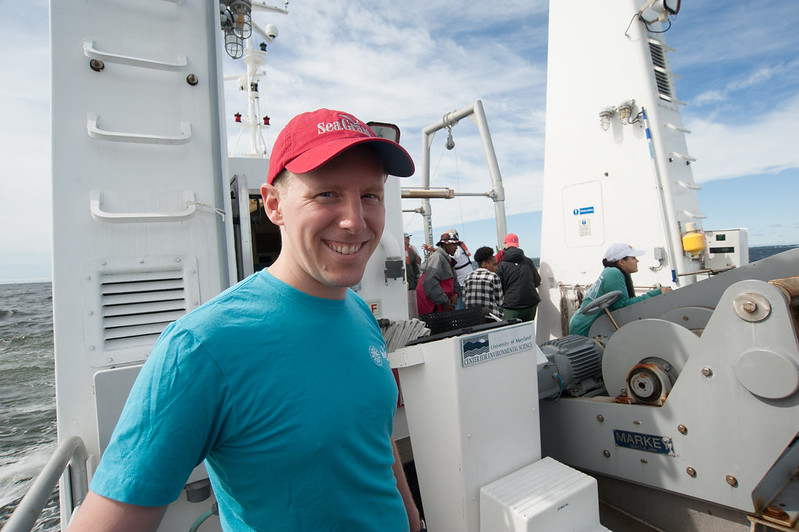 Sea Grant
University of Maryland
CENTER FOR ENVIRONMENTAL SCIENCE
MARKEY